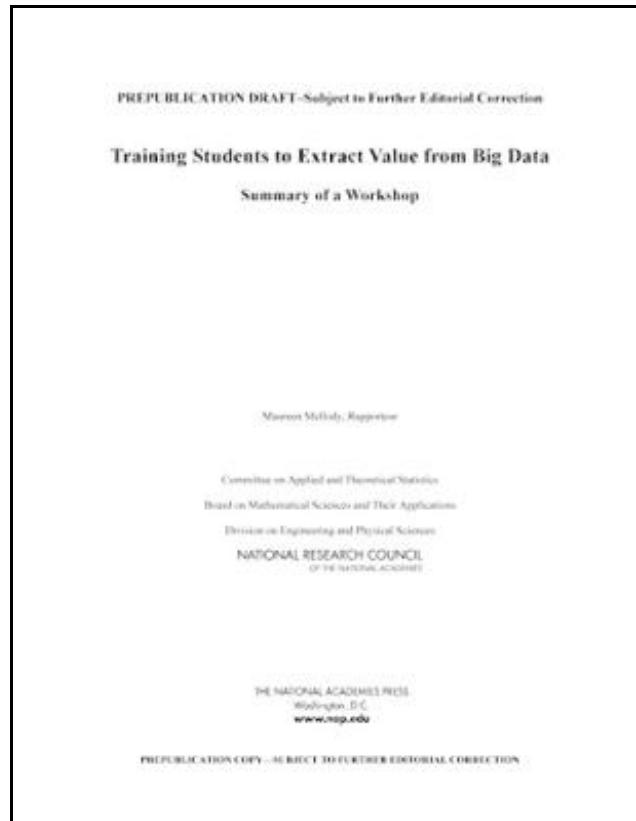 PREPUBLICATION DRAFT–Subject to Further Editorial Correction
Training Students to Extract Value from Big Data
Summary of a Workshop
Maureen Mellody, Rapporteur
Committee on Applied and Theoretical Statistics
Board on Mathematical Sciences and Their Applications
Division on Engineering and Physical Sciences
NATIONAL RESEARCH COUNCIL
OF THE NATIONAL ACADEMIES
THE NATIONAL ACADEMIES PRESS
Washington, D.C.
www.nap.edu
PREPUBLICATION COPY—SUBJECT TO FURTHER EDITORIAL CORRECTION